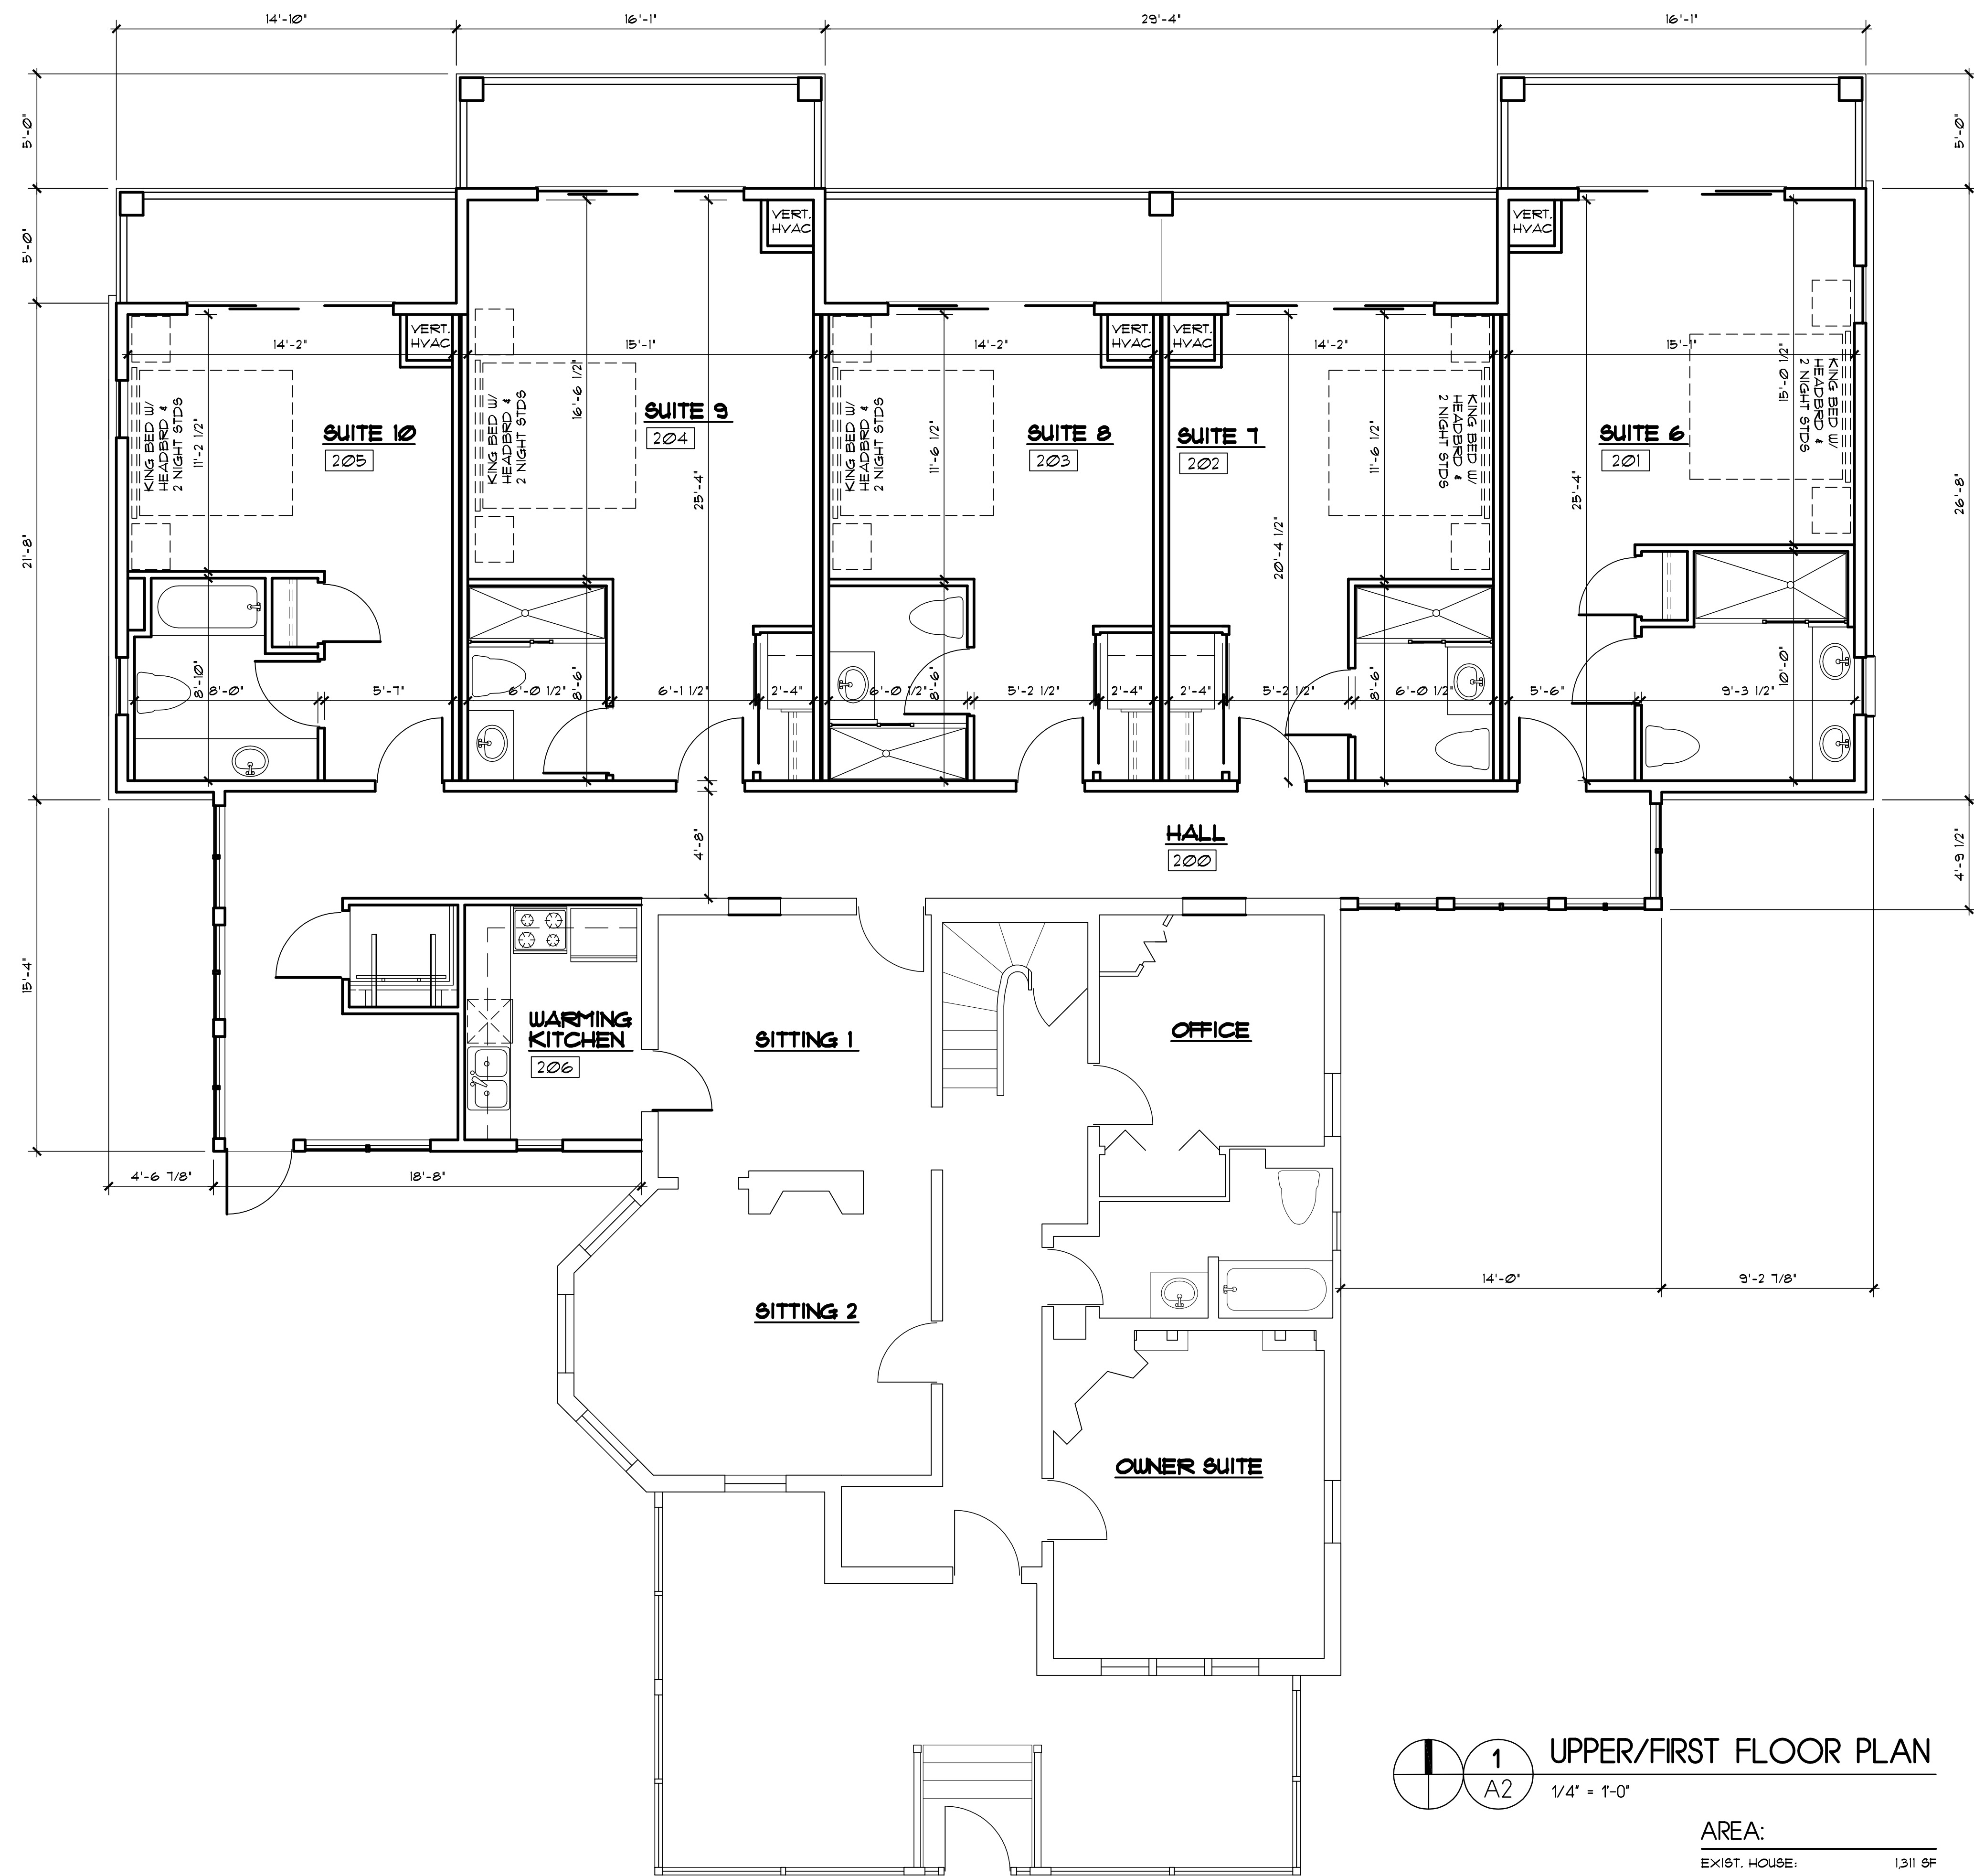 14'-10"
16'-1"
29'-4"
16'-1"
5'-0"
5'-0"
5'-0"
21'-8"
26'-8"
VERT.
HVAC
VERT.
HVAC
VERT.
HVAC
VERT.
HVAC
VERT.
HVAC
14'-2"
15'-1"
14'-2"
14'-2"
15'-1"
KING BED W/
HEADBRD &
2 NIGHT STDS
11'-2 1/2"
SUITE 10
205
KING BED W/
HEADBRD &
2 NIGHT STDS
16'-6 1/2"
SUITE 9
204
25'-4"
KING BED W/
HEADBRD &
2 NIGHT STDS
11'-6 1/2"
SUITE 8
203
SUITE 7
202
20'-4 1/2"
11'-6 1/2"
KING BED W/
HEADBRD &
2 NIGHT STDS
25'-4"
SUITE 6
201
15'-0 1/2"
KING BED W/
HEADBRD &
2 NIGHT STDS
8'-10"
8'-0"
5'-7"
6'-0 1/2"
8'-6"
6'-1 1/2"
2'-4"
6'-0 1/2"
8'-6"
5'-2 1/2"
2'-4"
2'-4"
5'-2 1/2"
8'-6"
6'-0 1/2"
5'-6"
9'-3 1/2"
10'-0"
4'-8"
HALL
200
4'-9 1/2"
15'-4"
WARMING
KITCHEN
206
SITTING 1
OFFICE
4'-6 7/8"
18'-8"
14'-0"
9'-2 7/8"
SITTING 2
OWNER SUITE
1
A2
UPPER/FIRST FLOOR PLAN
1/4" = 1'-0"
AREA:
EXIST. HOUSE: 1,311 SF